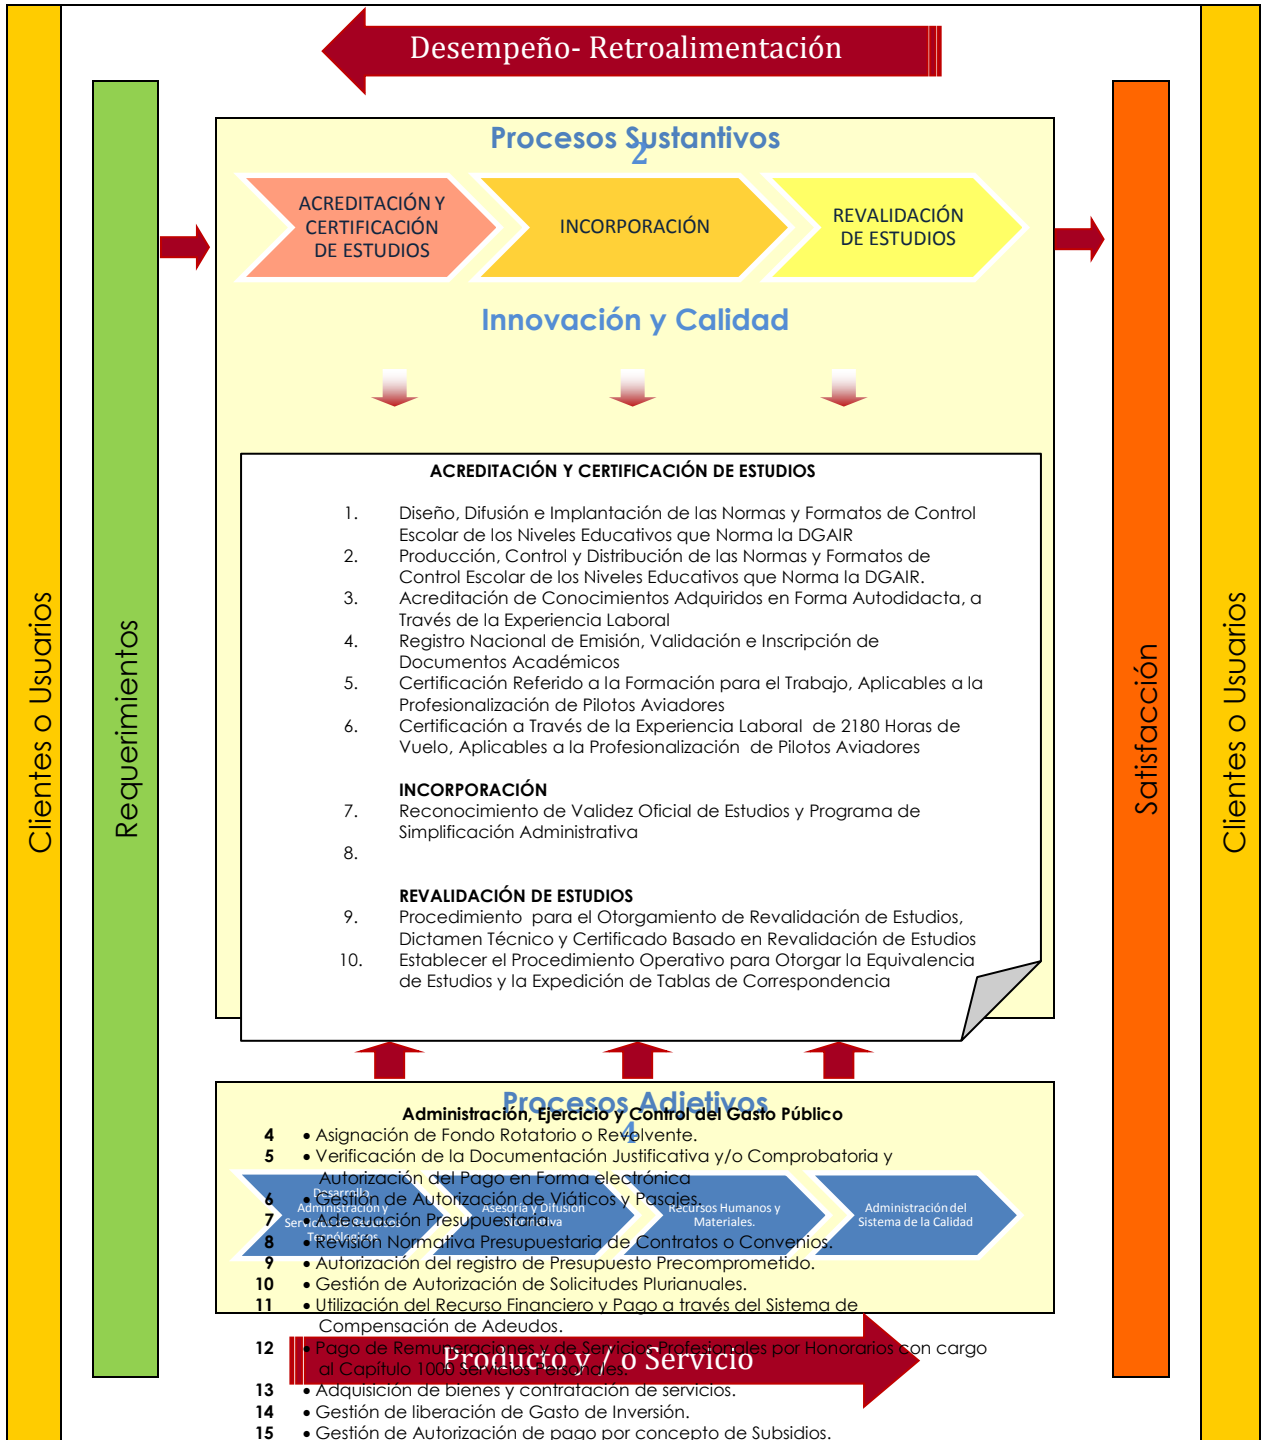 Desempeño- Retroalimentación
Clientes o Usuarios
Requerimientos
Procesos Sustantivos
2
ACREDITACIÓN Y
CERTIFICACIÓN
DE ESTUDIOS
INCORPORACIÓN
REVALIDACIÓN
DE ESTUDIOS
Innovación y Calidad
ACREDITACIÓN Y CERTIFICACIÓN DE ESTUDIOS
1. Diseño, Difusión e Implantación de las Normas y Formatos de Control
Escolar de los Niveles Educativos que Norma la DGAIR
2. Producción, Control y Distribución de las Normas y Formatos de
Control Escolar de los Niveles Educativos que Norma la DGAIR.
3. Acreditación de Conocimientos Adquiridos en Forma Autodidacta, a
Través de la Experiencia Laboral
4. Registro Nacional de Emisión, Validación e Inscripción de
Documentos Académicos
5. Certificación Referido a la Formación para el Trabajo, Aplicables a la
Profesionalización de Pilotos Aviadores
6. Certificación a Través de la Experiencia Laboral de 2180 Horas de
Vuelo, Aplicables a la Profesionalización de Pilotos Aviadores
INCORPORACIÓN
7. Reconocimiento de Validez Oficial de Estudios y Programa de
Simplificación Administrativa
8.
REVALIDACIÓN DE ESTUDIOS
9. Procedimiento para el Otorgamiento de Revalidación de Estudios,
Dictamen Técnico y Certificado Basado en Revalidación de Estudios
10. Establecer el Procedimiento Operativo para Otorgar la Equivalencia
de Estudios y la Expedición de Tablas de Correspondencia
Satisfacción
Clientes o Usuarios
Procesos Adjetivos
4
Administración, Ejercicio y Control del Gasto Público
4 • Asignación de Fondo Rotatorio o Revolvente.
5 • Verificación de la Documentación Justificativa y/o Comprobatoria y
Autorización del Pago en Forma electrónica
6 • Gestión de Autorización de Viáticos y Pasajes.
7 • Adecuación Presupuestaria.
8 • Revisión Normativa Presupuestaria de Contratos o Convenios.
9 • Autorización del registro de Presupuesto Precomprometido.
10 • Gestión de Autorización de Solicitudes Plurianuales.
11 • Utilización del Recurso Financiero y Pago a través del Sistema de
Compensación de Adeudos.
12 • Pago de Remuneraciones y de Servicios Profesionales por Honorarios con cargo
al Capítulo 1000 Servicios Personales.
13 • Adquisición de bienes y contratación de servicios.
14 • Gestión de liberación de Gasto de Inversión.
15 • Gestión de Autorización de pago por concepto de Subsidios.
Desarrollo
Administración y
Tecnológicos
Asesoría y Difusión
Normativa
Recursos Humanos y
Materiales.
Administración del
Sistema de la Calidad
Producto y / o Servicio